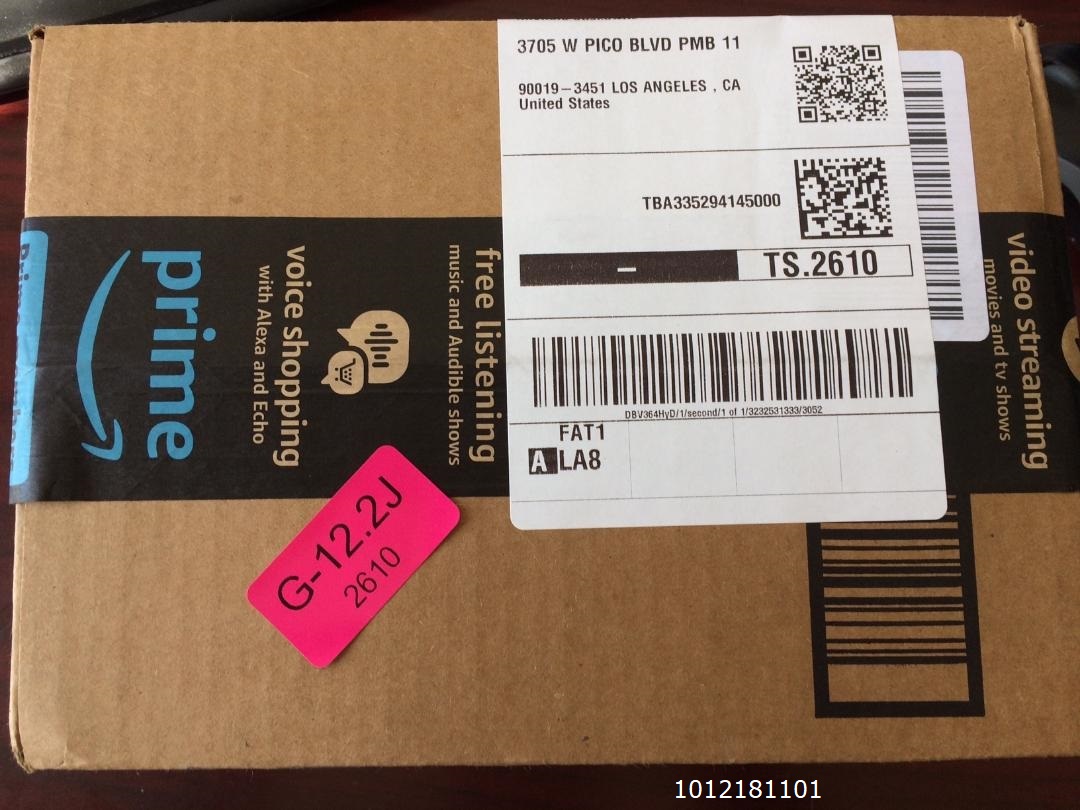 3705 W PICO BLVD PMB 11
90019-3451 LOS ANGELES , CA
United States
TBA335294145000
TS.2610
DBV364HyD/1/second/1 of 1/3232531333/3052
FAT1
A LA8
prime
voice shopping
with Alexa and Echo
free listening
music and Audible shows
video streaming
movies and tv shows
G-12.2J
2610
1012181101